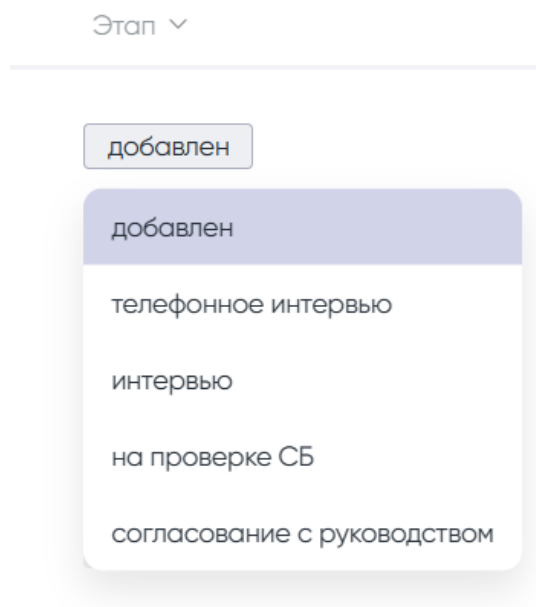 Этап
добавлен
добавлен
телефонное интервью
интервью
на проверке СБ
согласование с руководством